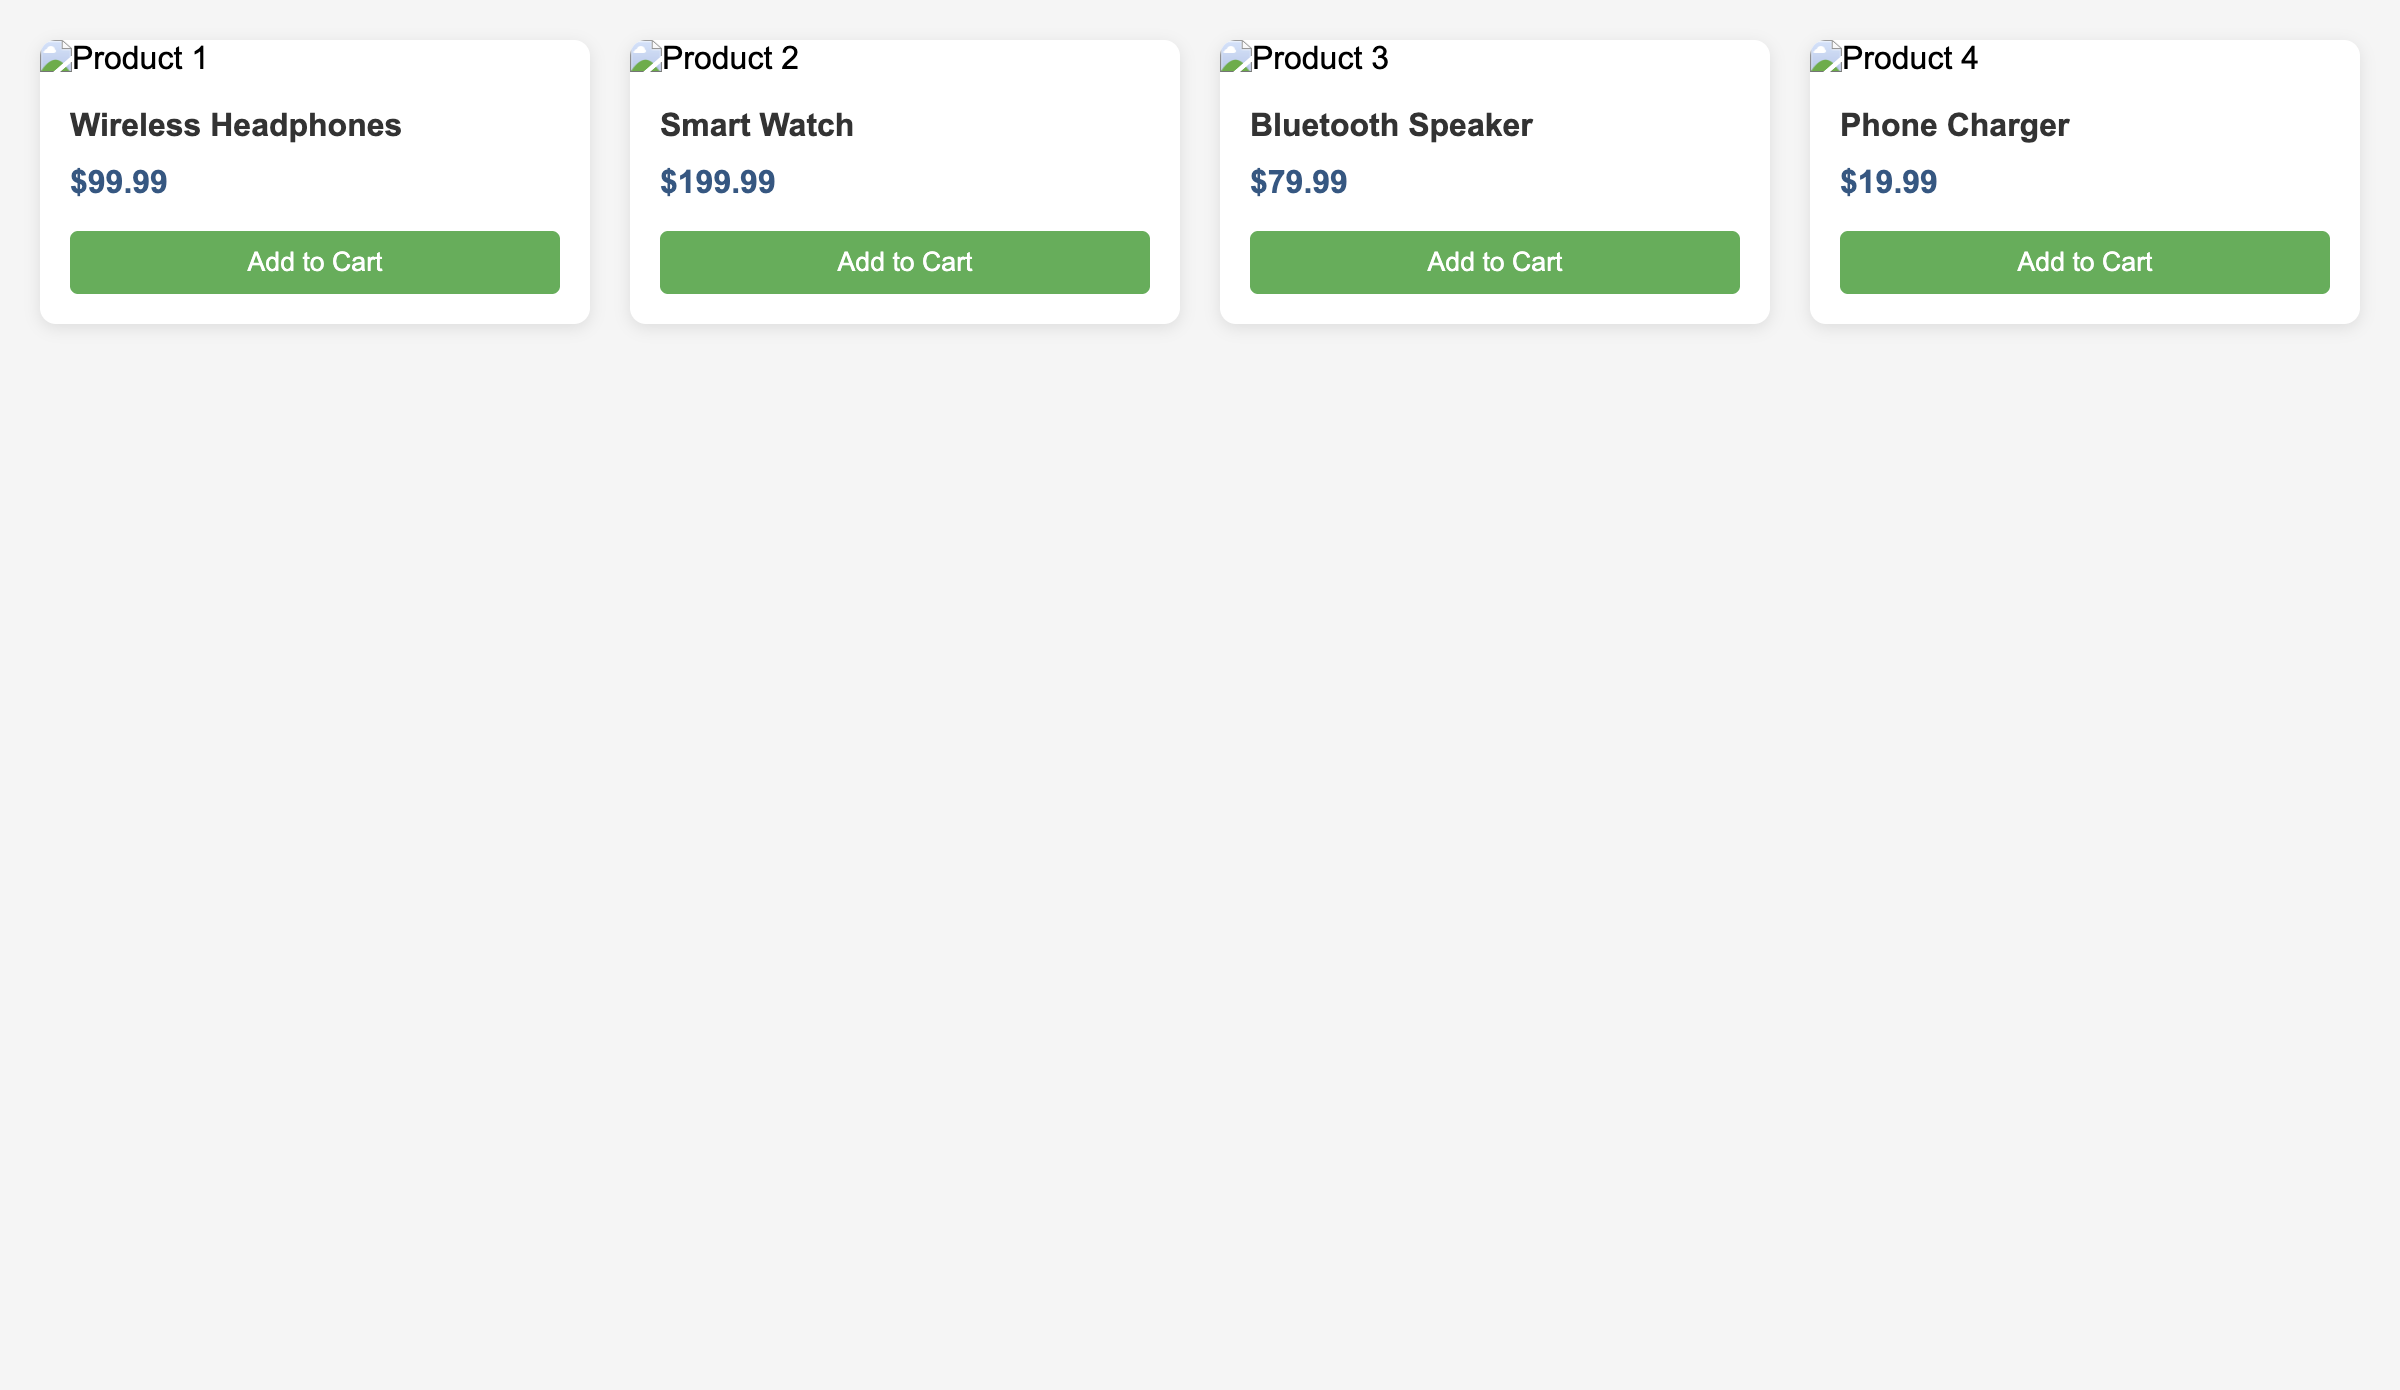 Product 1
Wireless Headphones
$99.99
Add to Cart
Product 2
Smart Watch
$199.99
Add to Cart
Product 3
Bluetooth Speaker
$79.99
Add to Cart
Product 4
Phone Charger
$19.99
Add to Cart